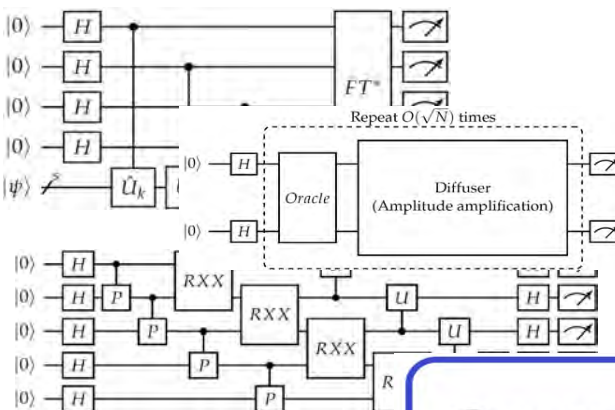 |0⟩ H
|0⟩ H
|0⟩ H FT*
|0⟩ H
|ψ⟩ s Û_k
Repeat O(√N) times
|0⟩ H
Oracle Diffuser
(Amplitude amplification)
|0⟩ H
|0⟩ H RXX
|0⟩ H P RXX U H
|0⟩ H P RXX U H
|0⟩ H P R
|0⟩ H P